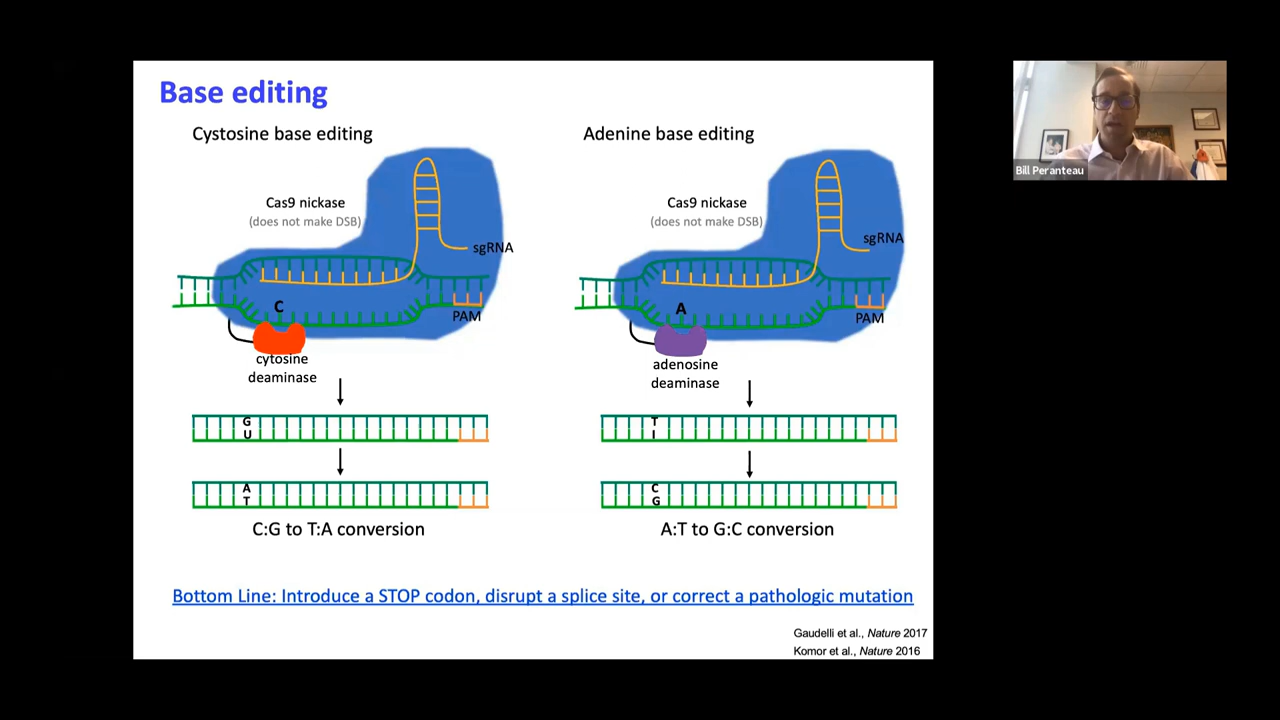 Base editing
Cystosine base editing
Cas9 nickase
(does not make DSB)
sgRNA
C
PAM
cytosine
deaminase
G
U
A
T
C:G to T:A conversion
Adenine base editing
Cas9 nickase
(does not make DSB)
sgRNA
A
PAM
adenosine
deaminase
T
I
C
G
A:T to G:C conversion
Bottom Line: Introduce a STOP codon, disrupt a splice site, or correct a pathologic mutation
Gaudelli et al., Nature 2017
Komor et al., Nature 2016
Bill Peranteau